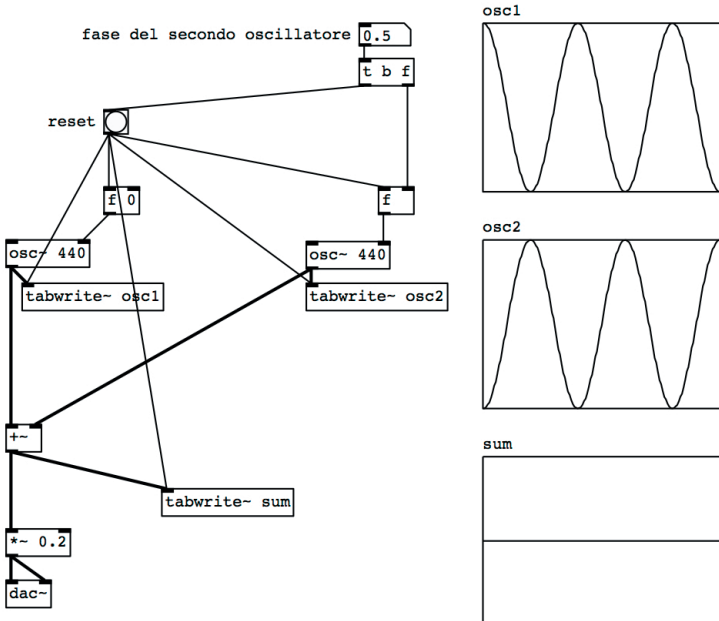 osc1
fase del secondo oscillatore 0.5
t b f
reset
f 0
f
osc2
osc~ 440
osc~ 440
tabwrite~ osc1
tabwrite~ osc2
+~
sum
tabwrite~ sum
*~ 0.2
dac~